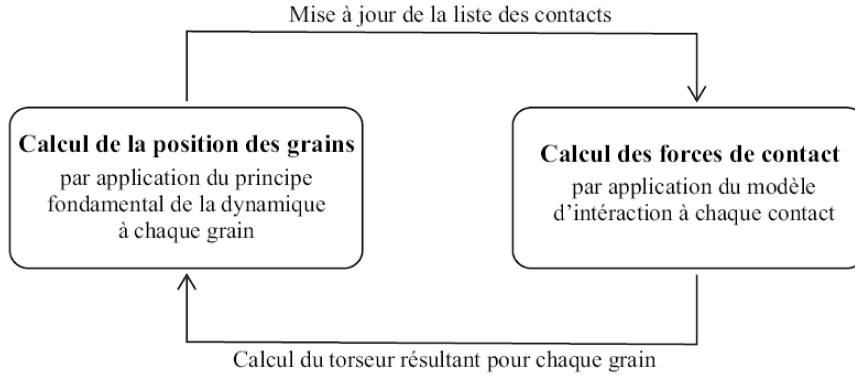 Mise à jour de la liste des contacts
Calcul de la position des grains
par application du principe
fondamental de la dynamique
à chaque grain
Calcul des forces de contact
par application du modèle
d’intéraction à chaque contact
Calcul du torseur résultant pour chaque grain